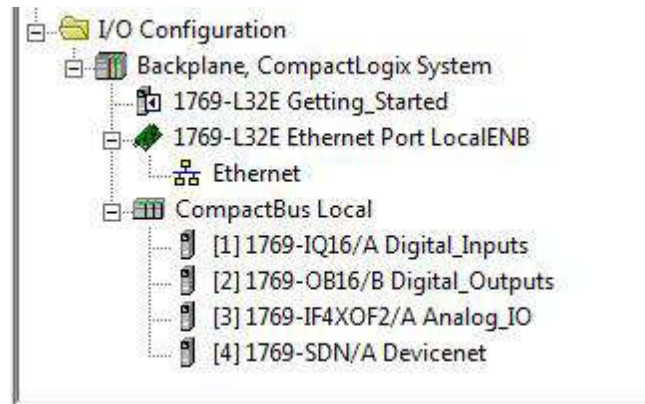 I/O Configuration
Backplane, CompactLogix System
1769-L32E Getting_Started
1769-L32E Ethernet Port LocalENB
Ethernet
CompactBus Local
[1] 1769-IQ16/A Digital_Inputs
[2] 1769-OB16/B Digital_Outputs
[3] 1769-IF4XOF2/A Analog_IO
[4] 1769-SDN/A Devicenet